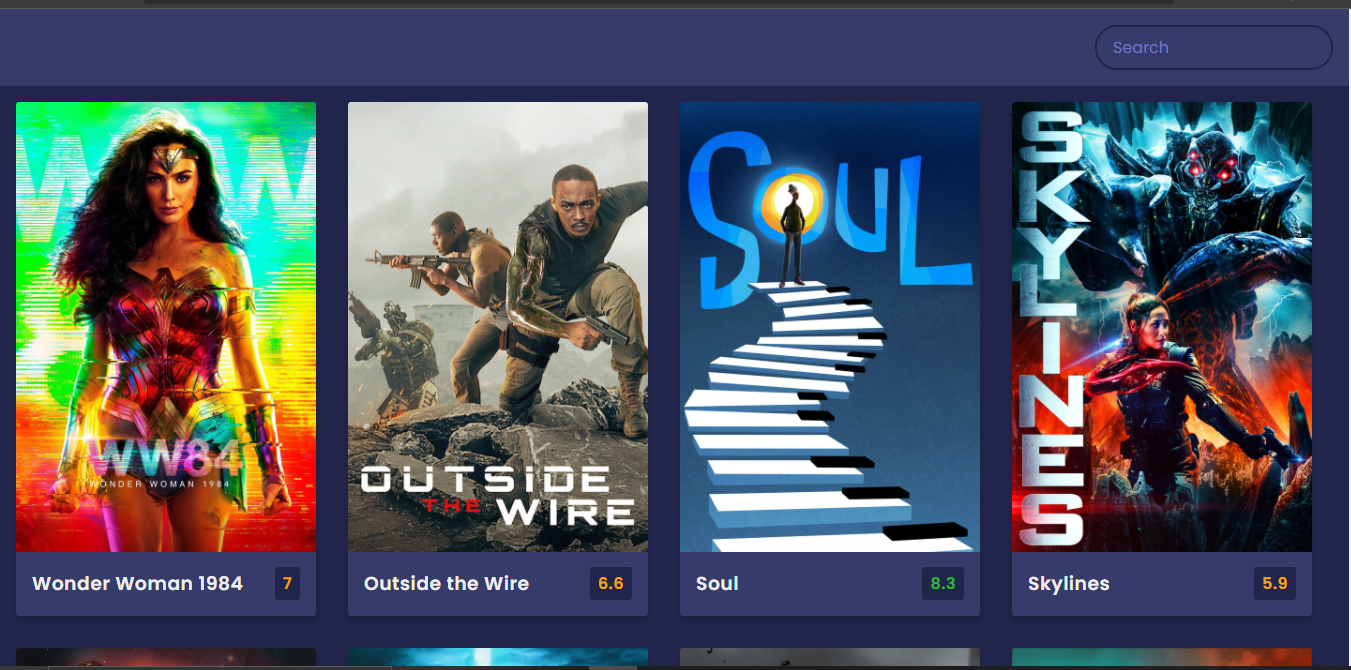 Search
WW
WW84
WONDER WOMAN 1984
OUTSIDE
THE WIRE
SOUL
SKYLINES
Wonder Woman 1984 7
Outside the Wire 6.6
Soul 8.3
Skylines 5.9